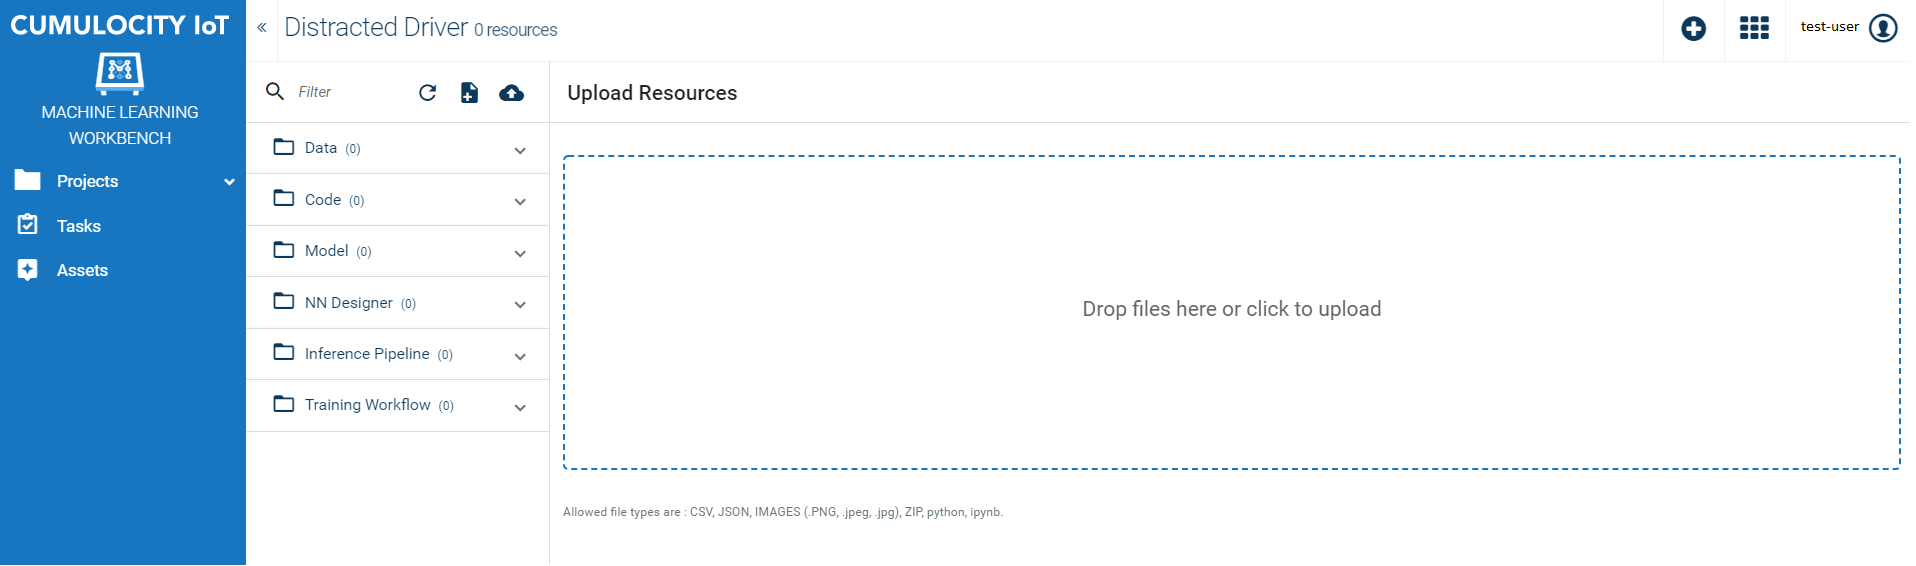 CUMULOCITY IoT
MACHINE LEARNING
WORKBENCH
Projects
Tasks
Assets
Distracted Driver 0 resources
test-user
Filter
Data (0)
Code (0)
Model (0)
NN Designer (0)
Inference Pipeline (0)
Training Workflow (0)
Upload Resources
Drop files here or click to upload
Allowed file types are : CSV, JSON, IMAGES (.PNG, .jpeg, .jpg), ZIP, python, ipynb.